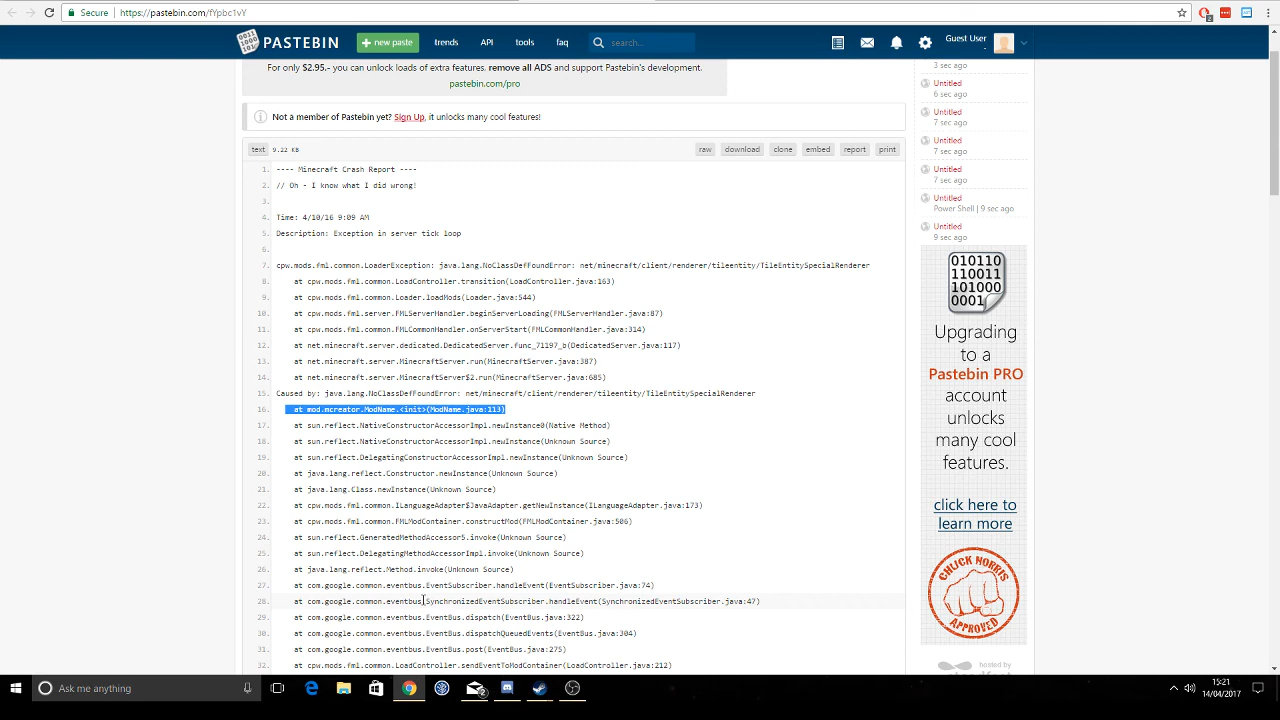 Secure
https://pastebin.com/fYpbc1vY
PASTEBIN
+ new paste
trends
API
tools
faq
search...
Guest User
-
For only $2.95.- you can unlock loads of extra features, remove all ADS and support Pastebin's development.
pastebin.com/pro
Not a member of Pastebin yet? Sign Up, it unlocks many cool features!
text 9.22 KB
raw download clone embed report print
1. ---- Minecraft Crash Report ----
2. // Oh - I know what I did wrong!
3.
4. Time: 4/10/16 9:09 AM
5. Description: Exception in server tick loop
6.
7. cpw.mods.fml.common.LoaderException: java.lang.NoClassDefFoundError: net/minecraft/client/renderer/tileentity/TileEntitySpecialRenderer
8. at cpw.mods.fml.common.LoadController.transition(LoadController.java:163)
9. at cpw.mods.fml.common.Loader.loadMods(Loader.java:544)
10. at cpw.mods.fml.server.FMLServerHandler.beginServerLoading(FMLServerHandler.java:87)
11. at cpw.mods.fml.common.FMLCommonHandler.onServerStart(FMLCommonHandler.java:314)
12. at net.minecraft.server.dedicated.DedicatedServer.func_71197_b(DedicatedServer.java:117)
13. at net.minecraft.server.MinecraftServer.run(MinecraftServer.java:387)
14. at net.minecraft.server.MinecraftServer$2.run(MinecraftServer.java:685)
15. Caused by: java.lang.NoClassDefFoundError: net/minecraft/client/renderer/tileentity/TileEntitySpecialRenderer
16. at mod.mcreator.ModName.<init>(ModName.java:113)
17. at sun.reflect.NativeConstructorAccessorImpl.newInstance0(Native Method)
18. at sun.reflect.NativeConstructorAccessorImpl.newInstance(Unknown Source)
19. at sun.reflect.DelegatingConstructorAccessorImpl.newInstance(Unknown Source)
20. at java.lang.reflect.Constructor.newInstance(Unknown Source)
21. at java.lang.Class.newInstance(Unknown Source)
22. at cpw.mods.fml.common.ILanguageAdapter$JavaAdapter.getNewInstance(ILanguageAdapter.java:173)
23. at cpw.mods.fml.common.FMLModContainer.constructMod(FMLModContainer.java:506)
24. at sun.reflect.GeneratedMethodAccessor5.invoke(Unknown Source)
25. at sun.reflect.DelegatingMethodAccessorImpl.invoke(Unknown Source)
26. at java.lang.reflect.Method.invoke(Unknown Source)
27. at com.google.common.eventbus.EventSubscriber.handleEvent(EventSubscriber.java:74)
28. at com.google.common.eventbus.SynchronizedEventSubscriber.handleEvent(SynchronizedEventSubscriber.java:47)
29. at com.google.common.eventbus.EventBus.dispatch(EventBus.java:322)
30. at com.google.common.eventbus.EventBus.dispatchQueuedEvents(EventBus.java:304)
31. at com.google.common.eventbus.EventBus.post(EventBus.java:275)
32. at cpw.mods.fml.common.LoadController.sendEventToModContainer(LoadController.java:212)
3 sec ago
Untitled
6 sec ago
Untitled
7 sec ago
Untitled
7 sec ago
Untitled
7 sec ago
Untitled
Power Shell | 9 sec ago
Untitled
9 sec ago
010110
110011
101000
0001
Upgrading
to a
Pastebin PRO
account
unlocks
many cool
features.
click here to
learn more
CHUCK NORRIS
APPROVED
hosted by
Ask me anything
15:21
14/04/2017